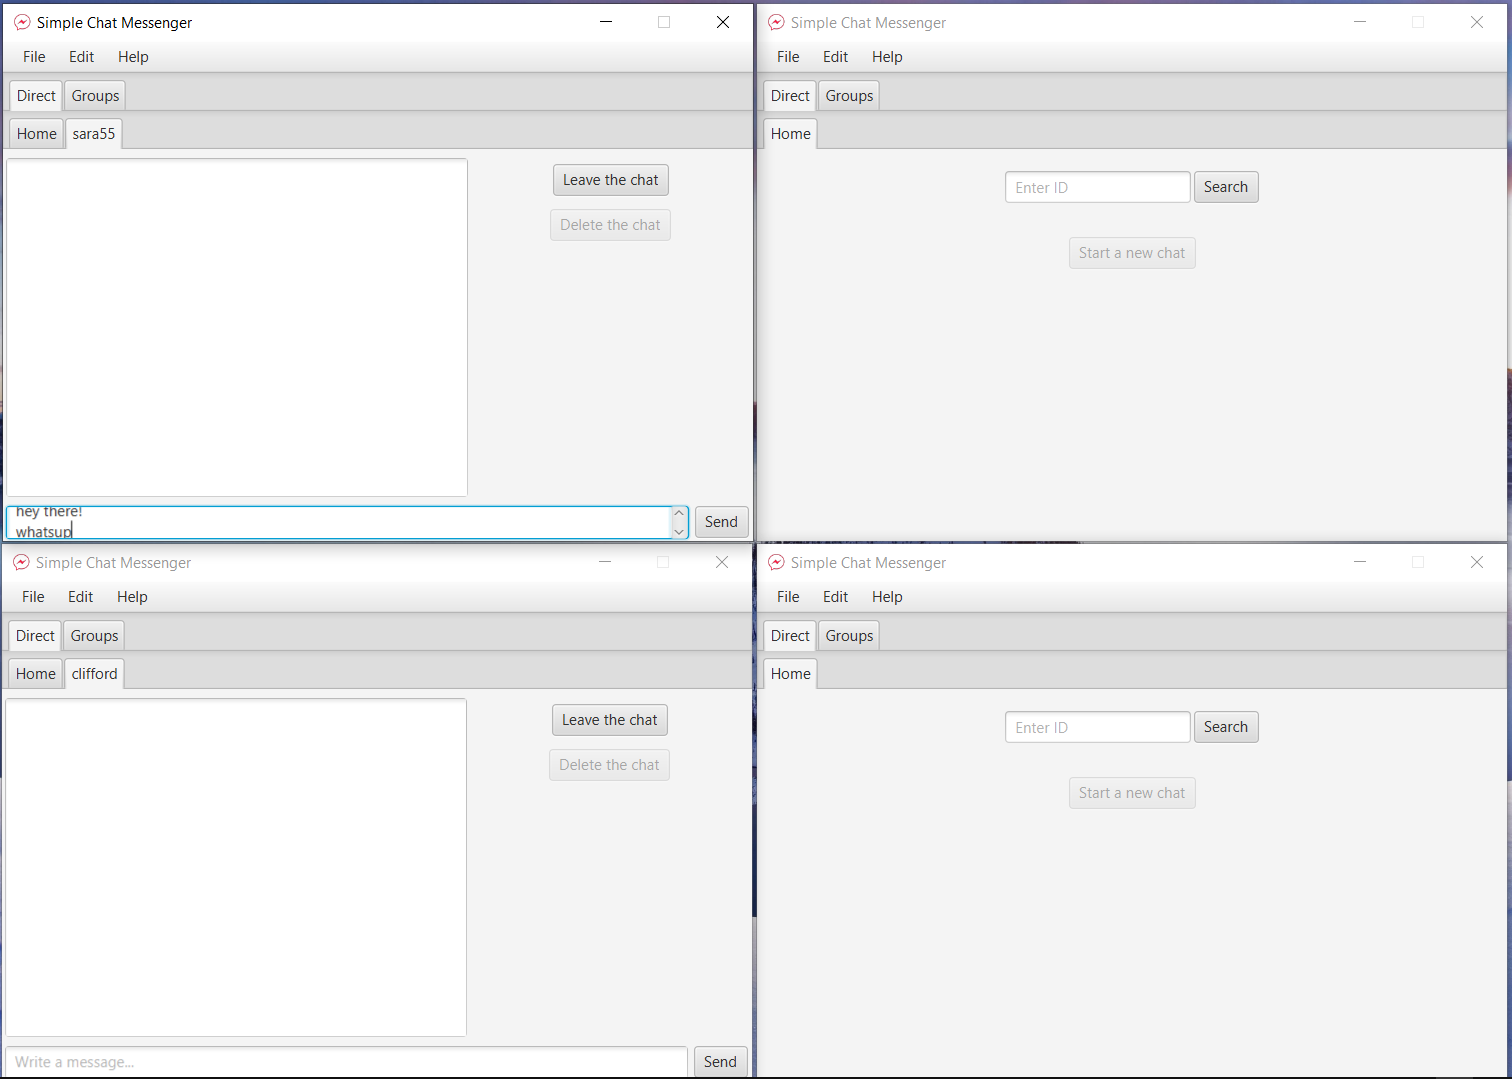 Simple Chat Messenger
File Edit Help
Direct Groups
Home sara55
Leave the chat
Delete the chat
hey there!
whatsup
Send
Simple Chat Messenger
File Edit Help
Direct Groups
Home
Enter ID Search
Start a new chat
Simple Chat Messenger
File Edit Help
Direct Groups
Home clifford
Leave the chat
Delete the chat
Write a message... Send
Simple Chat Messenger
File Edit Help
Direct Groups
Home
Enter ID Search
Start a new chat